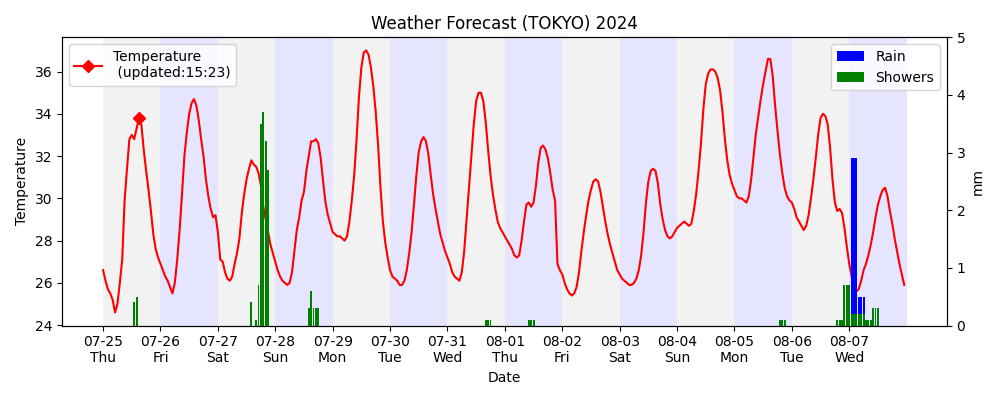 Weather Forecast (TOKYO) 2024
Temperature
(updated:15:23)
Rain
Showers
Temperature
36
34
32
30
28
26
24
5
4
3
2
1
0
mm
07-25 07-26 07-27 07-28 07-29 07-30 07-31 08-01 08-02 08-03 08-04 08-05 08-06 08-07
Thu Fri Sat Sun Mon Tue Wed Thu Fri Sat Sun Mon Tue Wed
Date